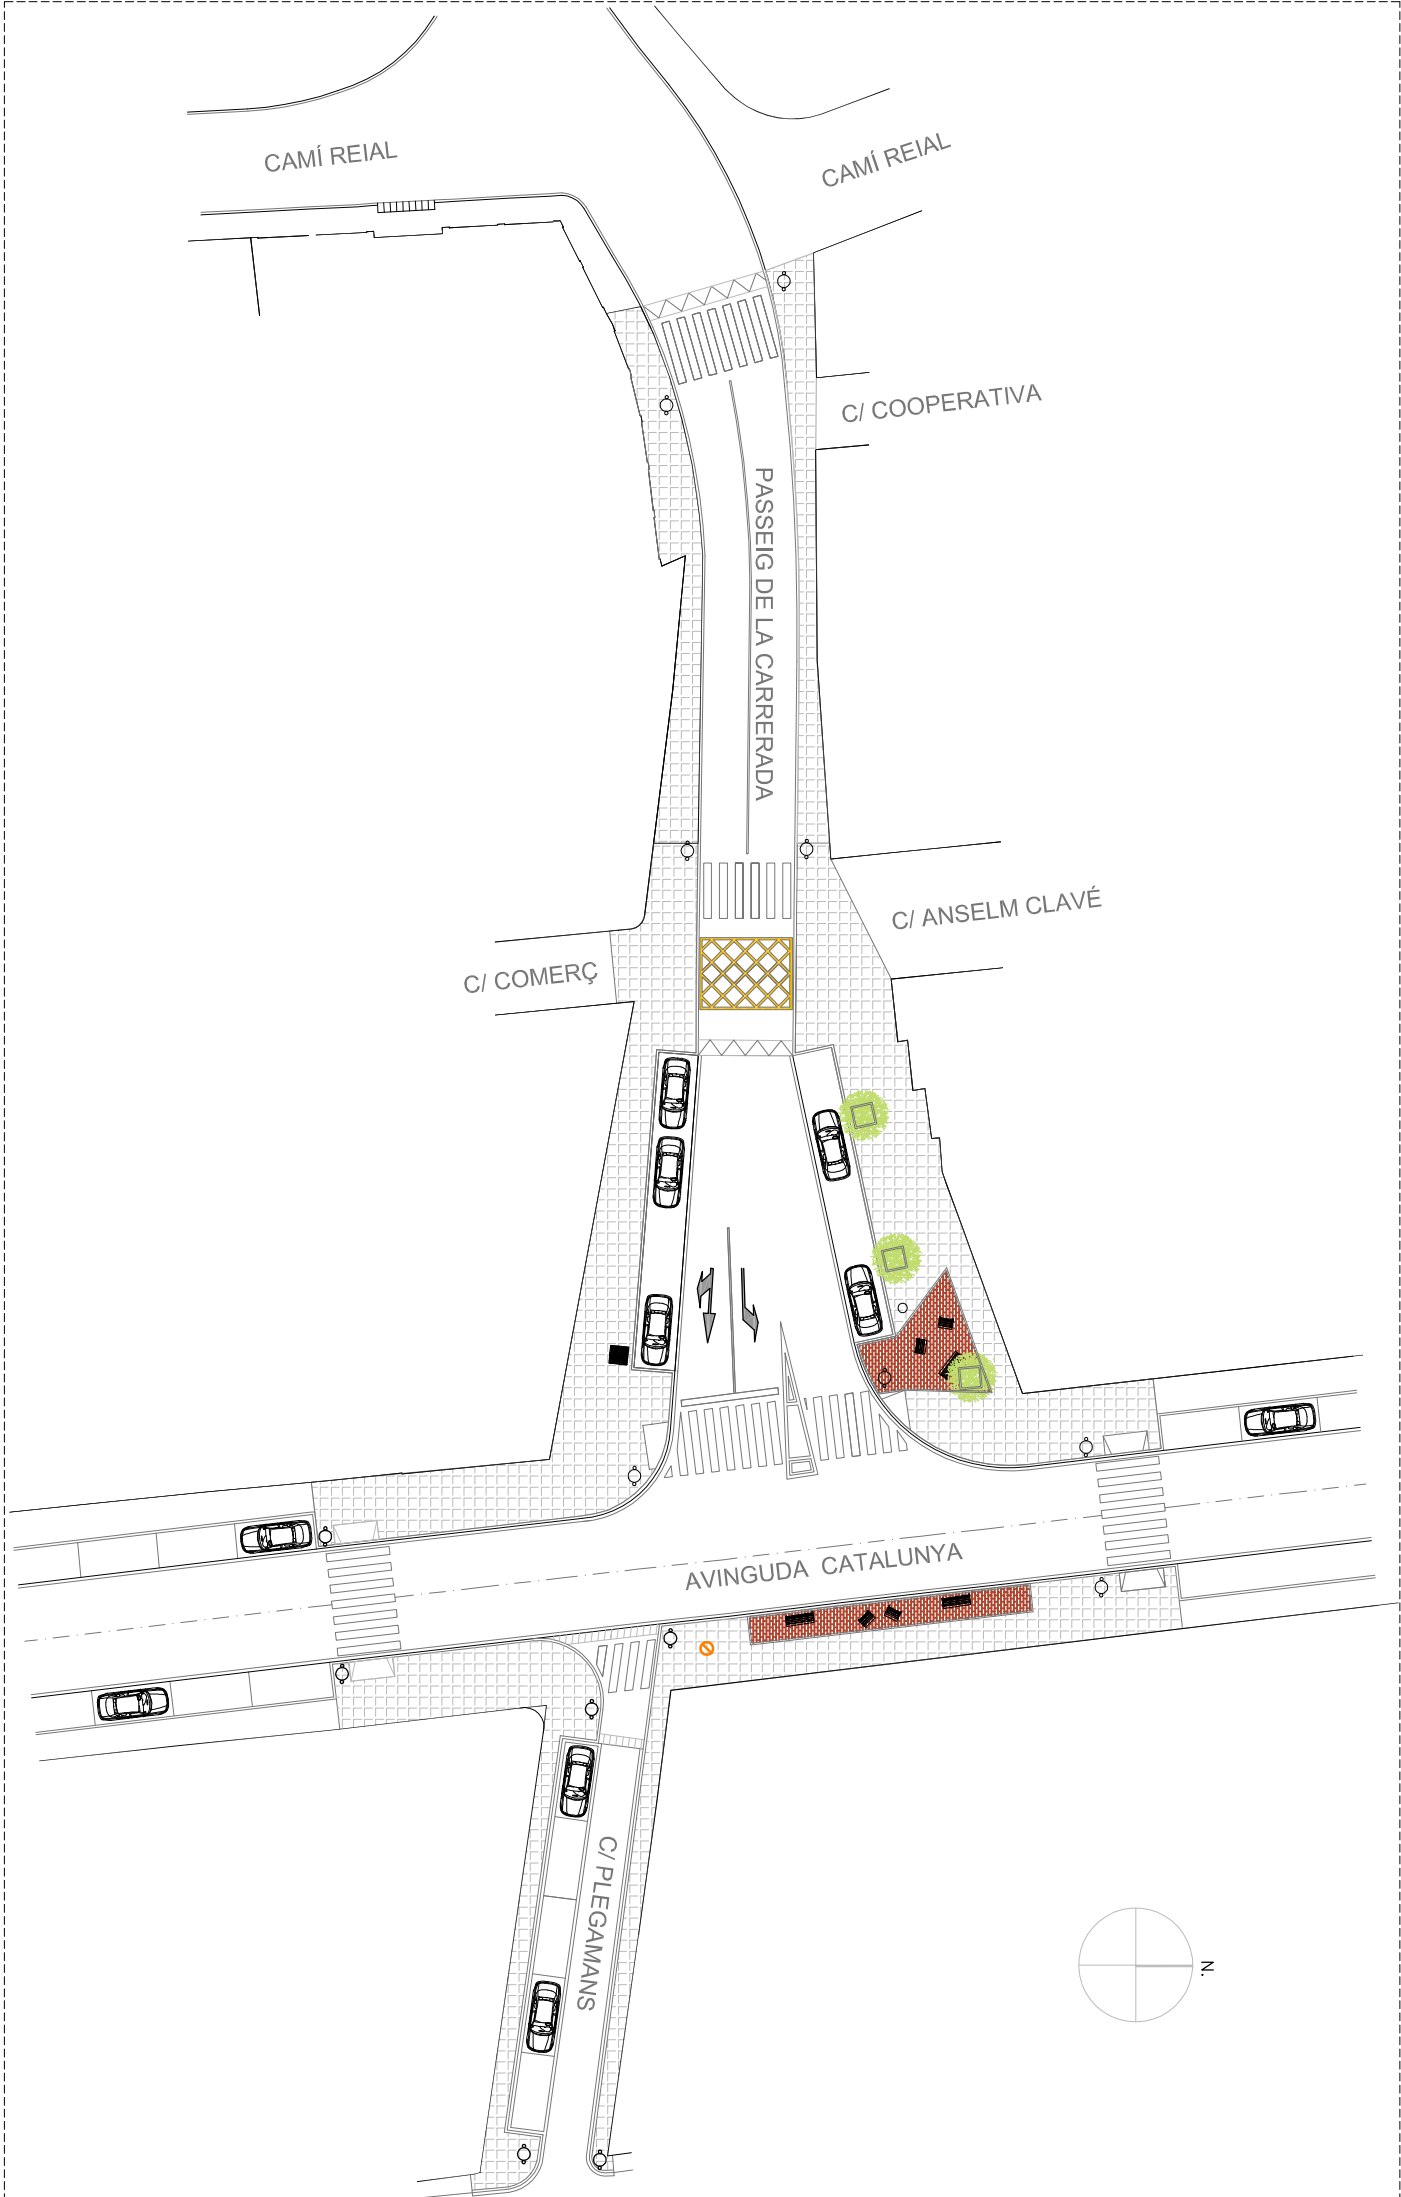 CAMÍ REIAL
CAMÍ REIAL
C/ COOPERATIVA
PASSEIG DE LA CARRERADA
C/ ANSELM CLAVÉ
C/ COMERÇ
AVINGUDA CATALUNYA
C/ PLEGAMANS
N.